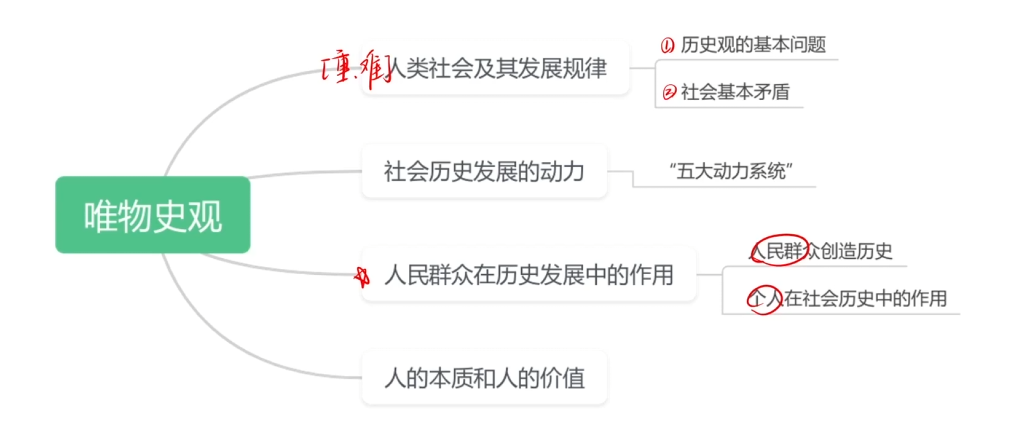 [重.难]
人类社会及其发展规律
① 历史观的基本问题
② 社会基本矛盾
社会历史发展的动力
“五大动力系统”
唯物史观
人民群众在历史发展中的作用
人民群众创造历史
个人在社会历史中的作用
人的本质和人的价值